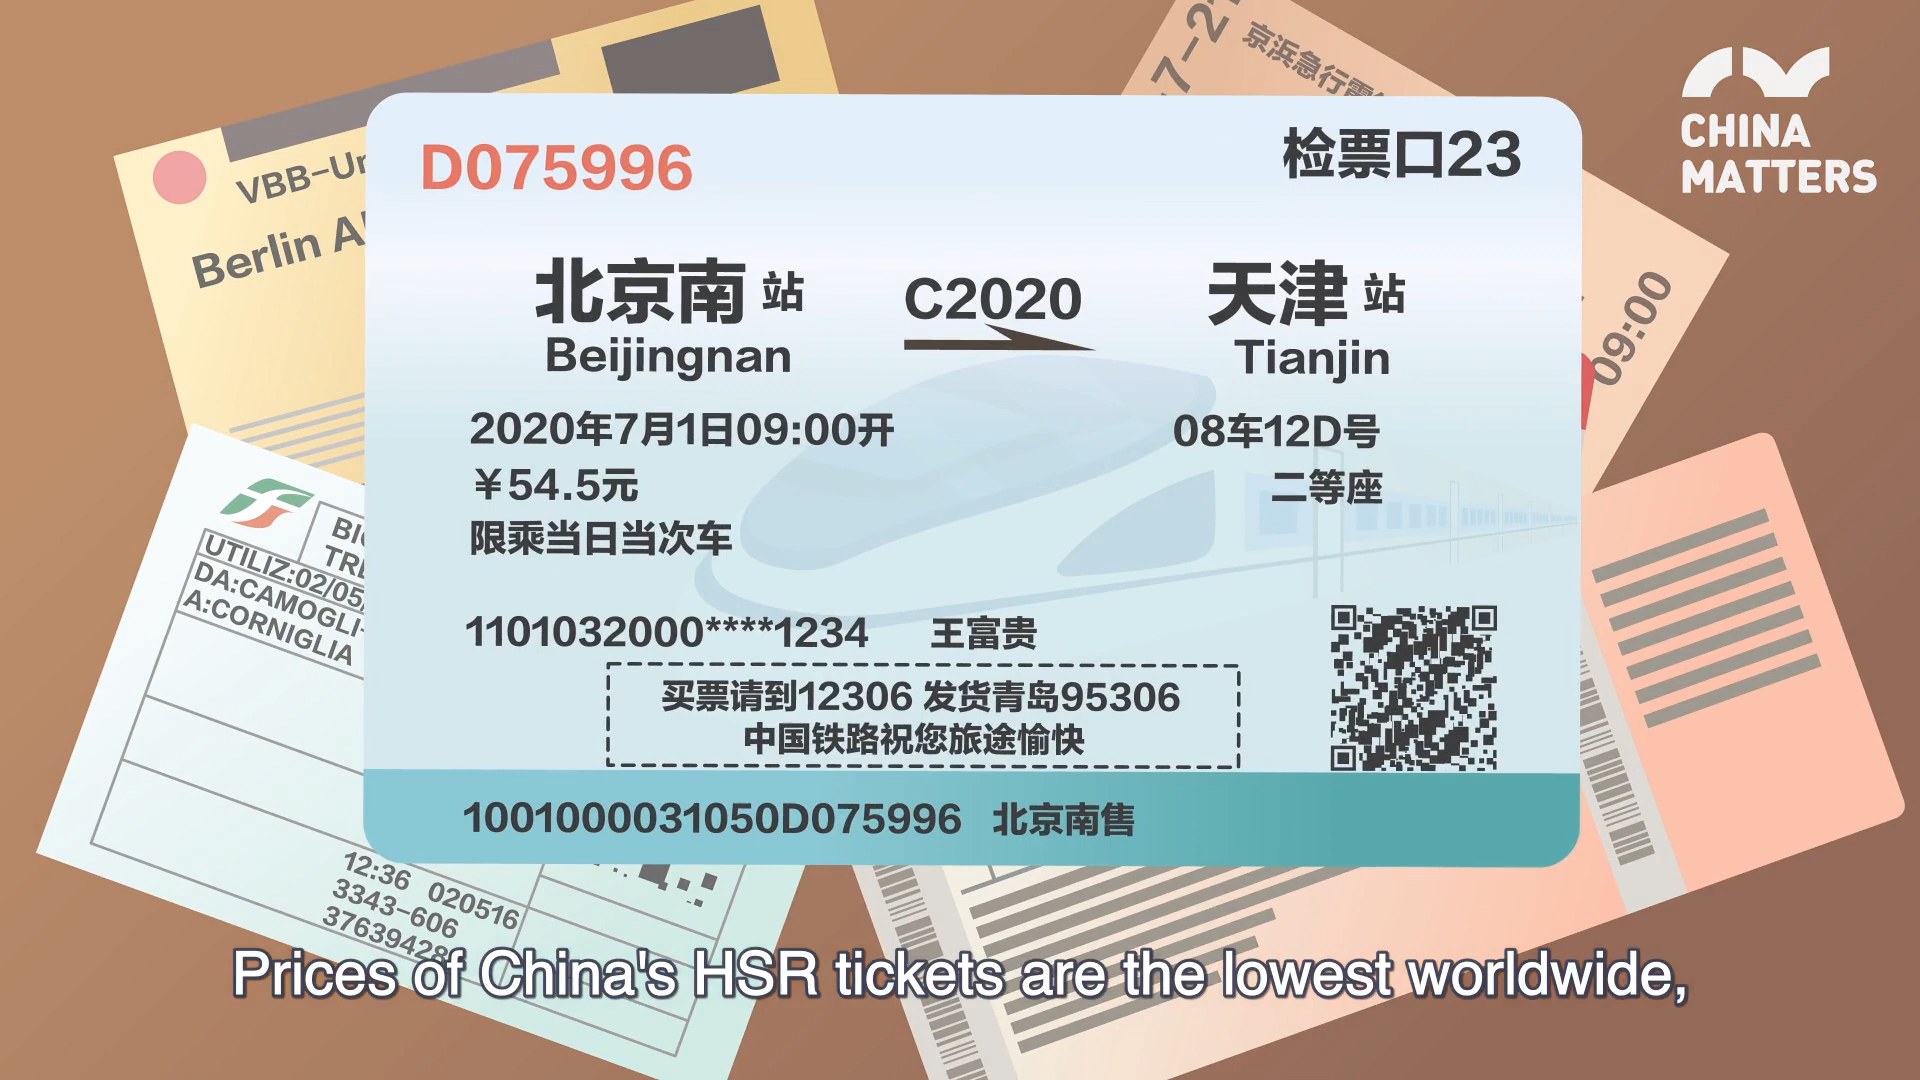 CHINA
MATTERS
京浜急行電
09:00
VBB-Un
Berlin A
D075996
检票口23
北京南站
C2020
天津站
Beijingnan
Tianjin
2020年7月1日09:00开
08车12D号
¥54.5元
二等座
限乘当日当次车
1101032000****1234 王富贵
买票请到12306 发货青岛95306
中国铁路祝您旅途愉快
1001000031050D075996 北京南售
UTILIZ:02/05/
DA:CAMOGLI-
A:CORNIGLIA
12:36 020516
3343-606
37639428
Prices of China's HSR tickets are the lowest worldwide,